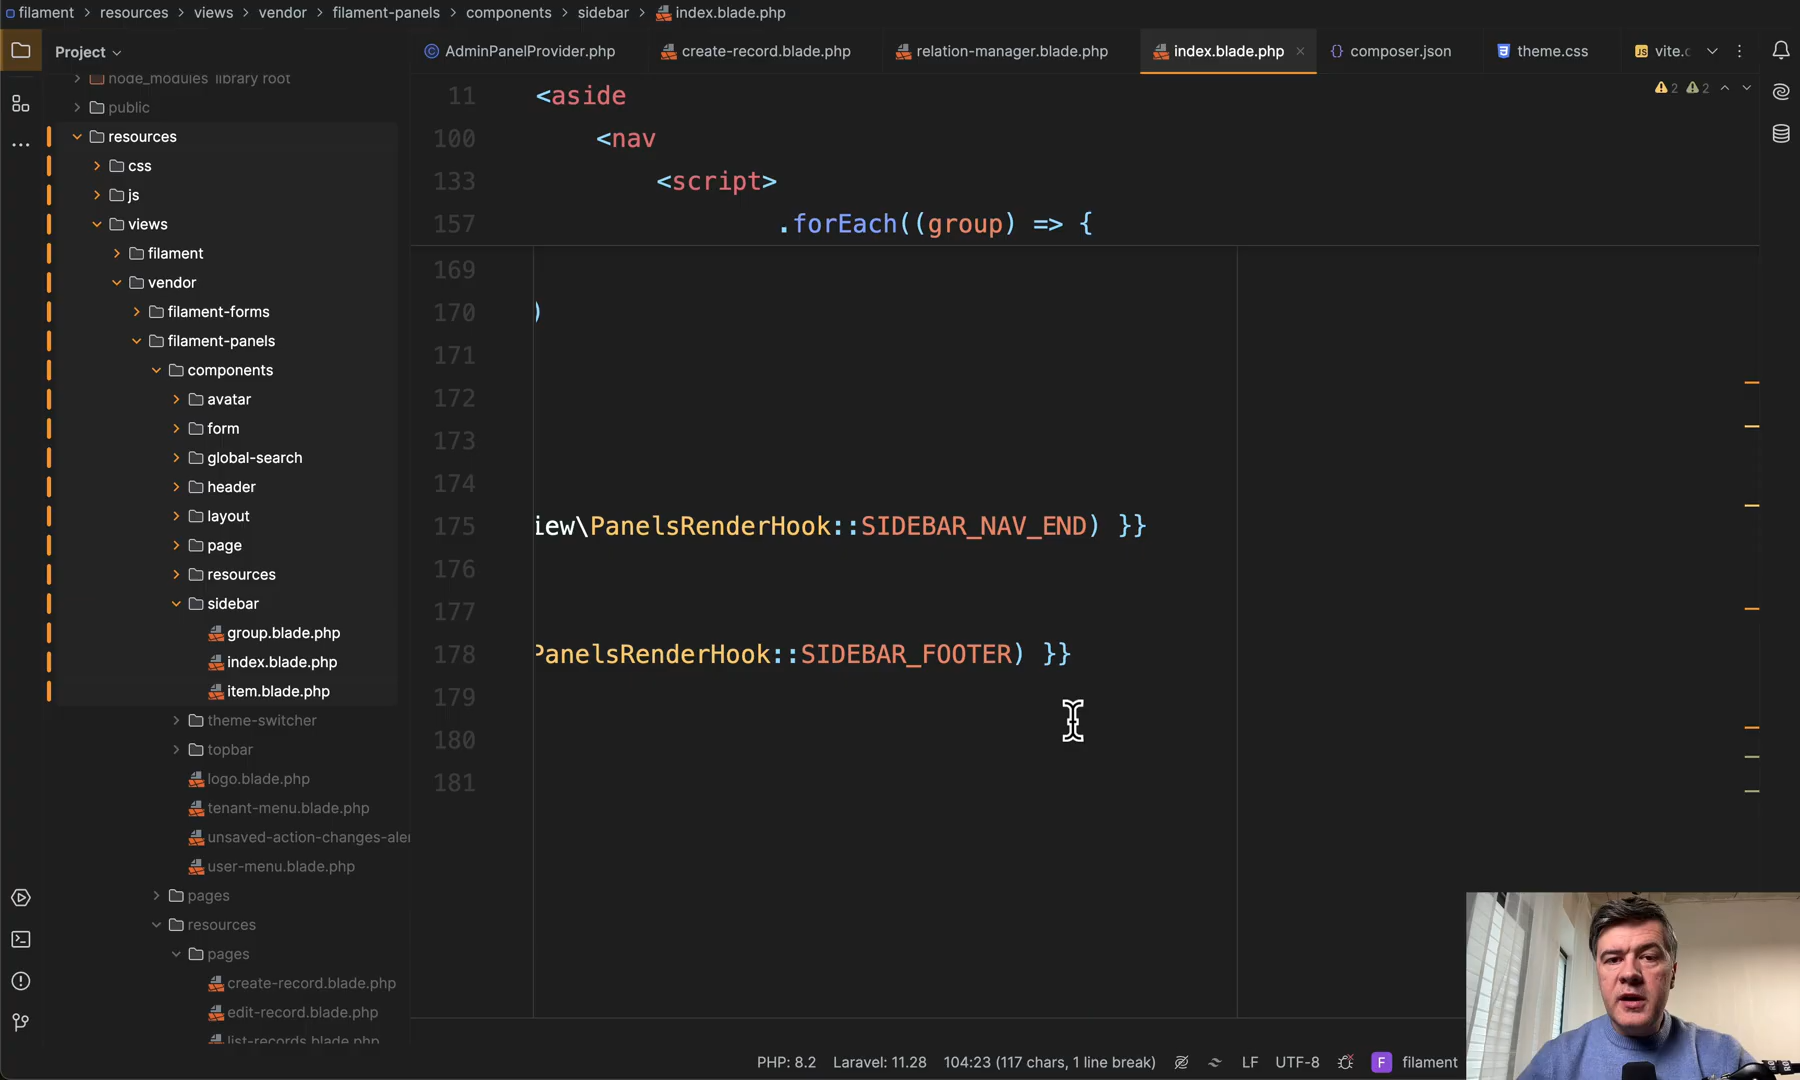 filament > resources > views > vendor > filament-panels > components > sidebar > index.blade.php
Project
AdminPanelProvider.php
create-record.blade.php
relation-manager.blade.php
index.blade.php
composer.json
theme.css
vite.c
node_modules library root
public
resources
css
js
views
filament
vendor
filament-forms
filament-panels
components
avatar
form
global-search
header
layout
page
resources
sidebar
group.blade.php
index.blade.php
item.blade.php
theme-switcher
topbar
logo.blade.php
tenant-menu.blade.php
unsaved-action-changes-aler
user-menu.blade.php
pages
resources
pages
create-record.blade.php
edit-record.blade.php
list-records.blade.php
2 2
11 <aside
100 <nav
133 <script>
157 .forEach((group) => {
169
170 )
171
172
173
174
175 iew\PanelsRenderHook::SIDEBAR_NAV_END) }}
176
177
178 PanelsRenderHook::SIDEBAR_FOOTER) }}
179
180
181
PHP: 8.2 Laravel: 11.28 104:23 (117 chars, 1 line break) LF UTF-8 F filament